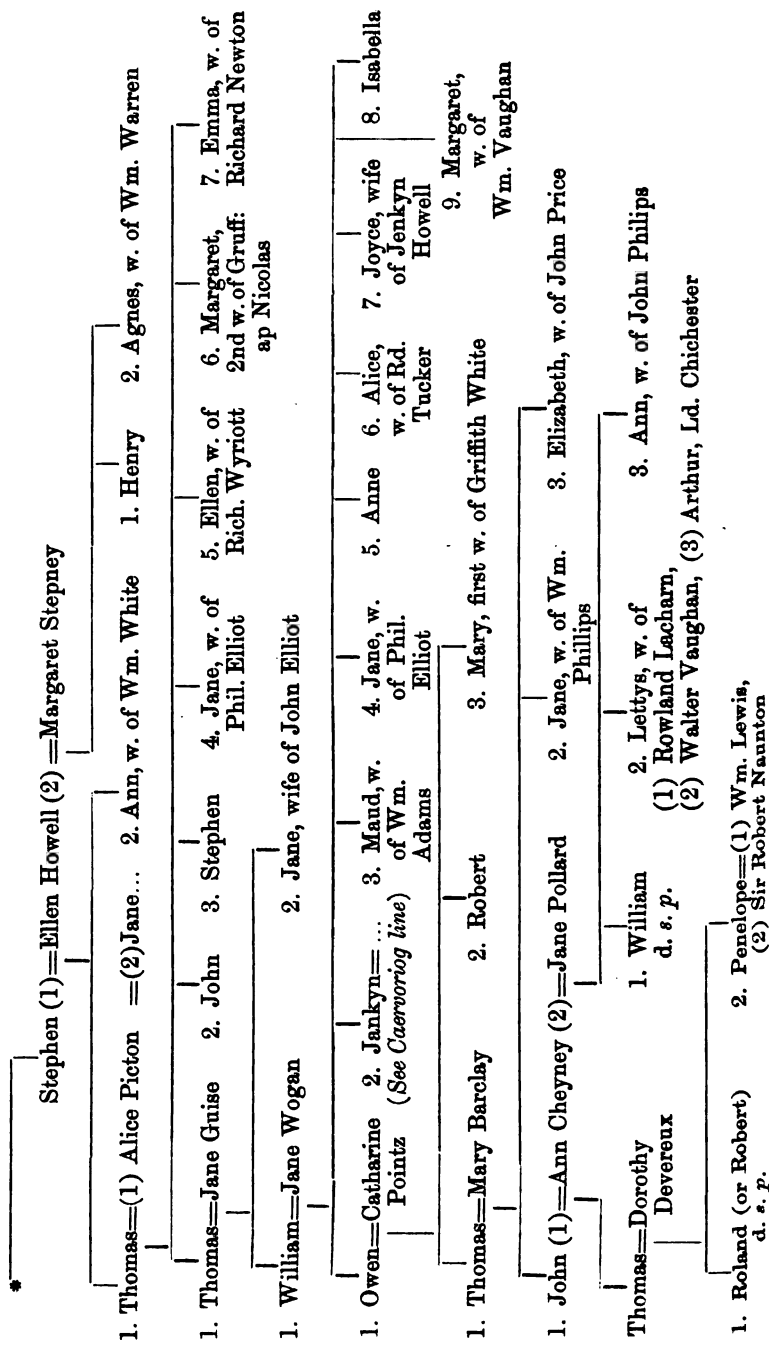 *
Stephen (1)=Ellen Howell (2)=Margaret Stepney
1. Thomas=(1) Alice Picton =(2)Jane... 2. Ann, w. of Wm. White 1. Henry 2. Agnes, w. of Wm. Warren
1. Thomas=Jane Guise 2. John 3. Stephen 4. Jane, w. of 5. Ellen, w. of 6. Margaret, 7. Emma, w. of
Phil. Elliot Rich. Wyriott 2nd w. of Gruff: Richard Newton
ap Nicolas
1. William=Jane Wogan 2. Jane, wife of John Elliot
1. Owen=Catharine 2. Jankyn=... 3. Maud, w. 4. Jane, w. 5. Anne 6. Alice, 7. Joyce, wife 8. Isabella
Pointz (See Caervoriog line) of Wm. of Phil. w. of Rd. of Jenkyn
Adams Elliot Tucker Howell
9. Margaret,
w. of
Wm. Vaughan
1. Thomas=Mary Barclay 2. Robert 3. Mary, first w. of Griffith White
1. John (1)=Ann Cheyney (2)=Jane Pollard 2. Jane, w. of Wm. 3. Elizabeth, w. of John Price
Phillips
Thomas=Dorothy 1. William 2. Lettys, w. of 3. Ann, w. of John Philips
Devereux d. s. p. (1) Rowland Lacharn,
(2) Walter Vaughan, (3) Arthur, Ld. Chichester
1. Roland (or Robert) 2. Penelope=(1) Wm. Lewis,
d. s. p. (2) Sir Robert Naunton